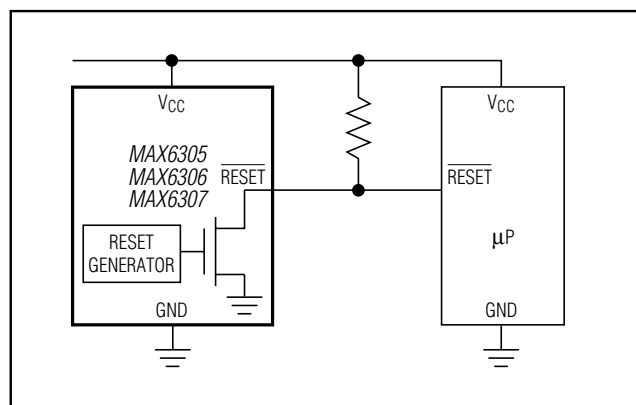 VCC
VCC
MAX6305
MAX6306
MAX6307
RESET
RESET
RESET
GENERATOR
μP
GND
GND